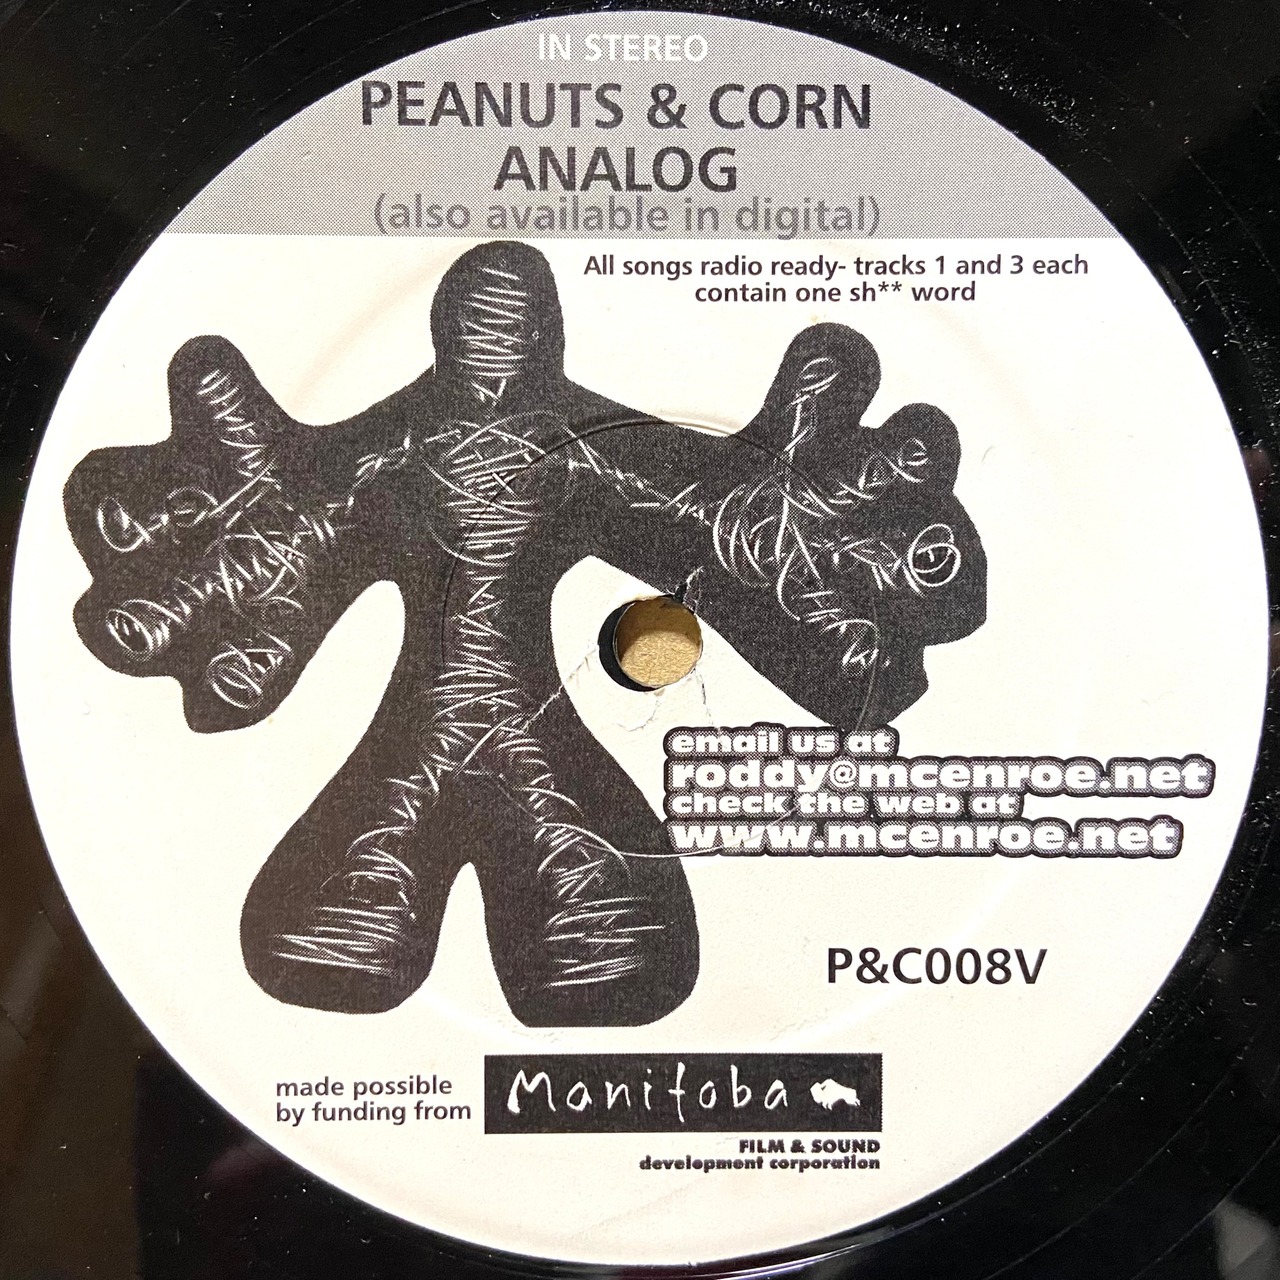 IN STEREO
PEANUTS & CORN
ANALOG
(also available in digital)
All songs radio ready- tracks 1 and 3 each
contain one sh** word
email us at
roddy@mcenroe.net
check the web at
www.mcenroe.net
P&C008V
made possible
by funding from
Manitoba
FILM & SOUND
development corporation